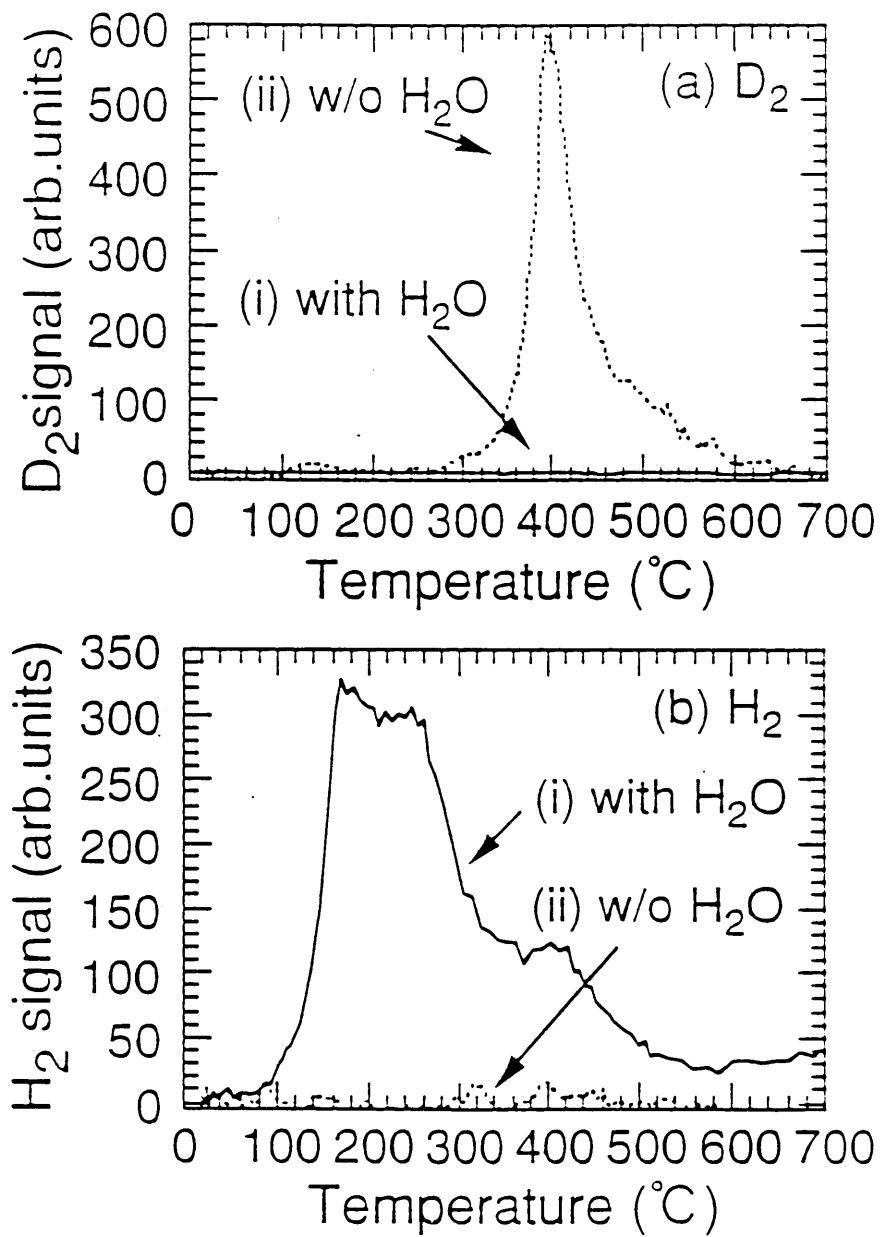 600
500
400
300
200
100
0
D₂signal (arb.units)
(a) D₂
(ii) w/o H₂O
(i) with H₂O
0 100 200 300 400 500 600 700
Temperature (℃)
350
300
250
200
150
100
50
0
H₂ signal (arb.units)
(b) H₂
(i) with H₂O
(ii) w/o H₂O
0 100 200 300 400 500 600 700
Temperature (℃)